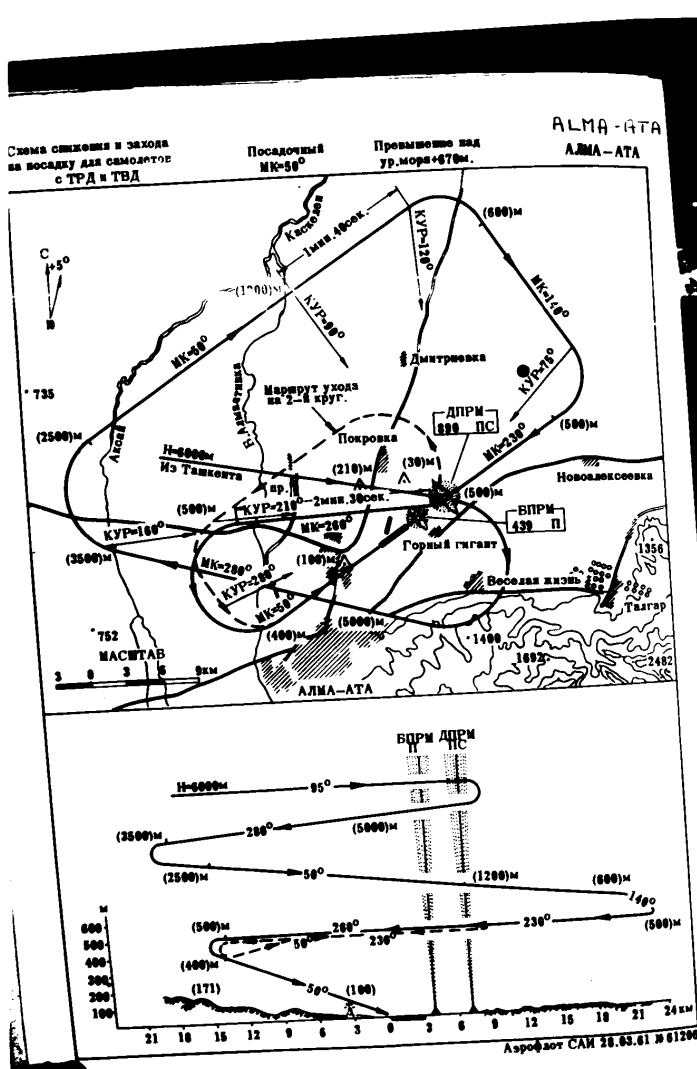 ALMA-ATA
Схема снижения и захода
на посадку для самолетов
с ТРД и ТВД
Посадочный
МК=50°
Превышение над
ур.моря+670м.
АЛМА-АТА
Каскелен
1мин.40сек.
КУР=120°
(600)м
С
+5°
Ю
КУР=90°
МК=50°
МК=140°
Дмитриевка
КУР=75°
Б.Алматинка
Маршрут ухода
на 2-й круг.
735
Аксай
(2500)м
Н=6000м
Из Ташкента
Покровка
(210)м
(30)м
ДПРМ
890 ПС
МК=230°
(500)м
Новоалексеевка
(500)м
пр.
(500)м
КУР=210°
2мин.30сек.
ВПРМ
439 П
КУР=160°
МК=260°
Горный гигант
(3500)м
МК=280°
(100)м
КУР=200°
МК=50°
Веселая жизнь
1356
Талгар
(400)м
(5000)м
752
1400
1692
2482
МАСШТАБ
3 0 3 6 9км
АЛМА-АТА
БПРМ ДПРМ
П ПС
Н=6000м
95°
(3500)м
280°
(5000)м
(2500)м
50°
(1200)м
(600)м
140°
м
600
500
400
300
200
100
(500)м
260°
230°
(500)м
50°
230°
(400)м
50°
(171)
(100)
21 15 12 9 6 3 0 3 6 9 12 15 18 21 24 км
Аэрофлот САИ 28.03.61 № 61200